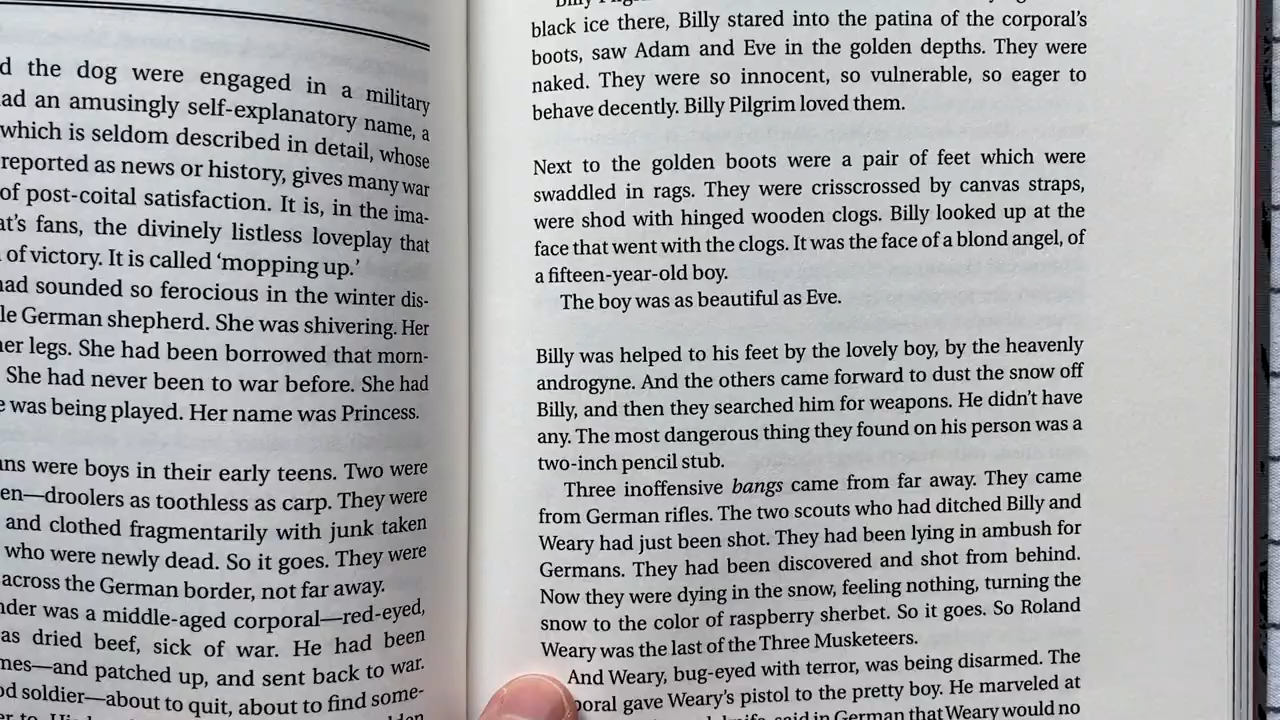 d the dog were engaged in a military
ad an amusingly self-explanatory name, a
which is seldom described in detail, whose
reported as news or history, gives many war
of post-coital satisfaction. It is, in the ima-
at's fans, the divinely listless loveplay that
of victory. It is called ‘mopping up.’
had sounded so ferocious in the winter dis-
le German shepherd. She was shivering. Her
her legs. She had been borrowed that morn-
She had never been to war before. She had
e was being played. Her name was Princess.
ns were boys in their early teens. Two were
en—droolers as toothless as carp. They were
and clothed fragmentarily with junk taken
who were newly dead. So it goes. They were
across the German border, not far away.
nder was a middle-aged corporal—red-eyed,
as dried beef, sick of war. He had been
mes—and patched up, and sent back to war.
od soldier—about to quit, about to find some-
black ice there, Billy stared into the patina of the corporal’s
boots, saw Adam and Eve in the golden depths. They were
naked. They were so innocent, so vulnerable, so eager to
behave decently. Billy Pilgrim loved them.
Next to the golden boots were a pair of feet which were
swaddled in rags. They were crisscrossed by canvas straps,
were shod with hinged wooden clogs. Billy looked up at the
face that went with the clogs. It was the face of a blond angel, of
a fifteen-year-old boy.
The boy was as beautiful as Eve.
Billy was helped to his feet by the lovely boy, by the heavenly
androgyne. And the others came forward to dust the snow off
Billy, and then they searched him for weapons. He didn’t have
any. The most dangerous thing they found on his person was a
two-inch pencil stub.
Three inoffensive bangs came from far away. They came
from German rifles. The two scouts who had ditched Billy and
Weary had just been shot. They had been lying in ambush for
Germans. They had been discovered and shot from behind.
Now they were dying in the snow, feeling nothing, turning the
snow to the color of raspberry sherbet. So it goes. So Roland
Weary was the last of the Three Musketeers.
And Weary, bug-eyed with terror, was being disarmed. The
poral gave Weary’s pistol to the pretty boy. He marveled at
knife, said in German that Weary would no